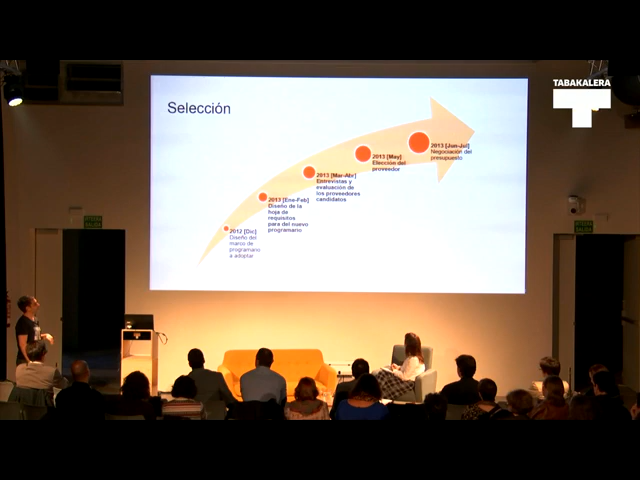 TABAKALERA
Selección
2013 [Jun-Jul]
Negociación del
presupuesto
2013 [May]
Elección del
proveedor
2013 [Mar-Abr]
Entrevistas y
evaluación de
los proveedores
candidatos
2013 [Ene-Feb]
Diseño de la
hoja de
requisitos
para del nuevo
programario
2012 [Dic]
Diseño del
marco de
programario
a adoptar